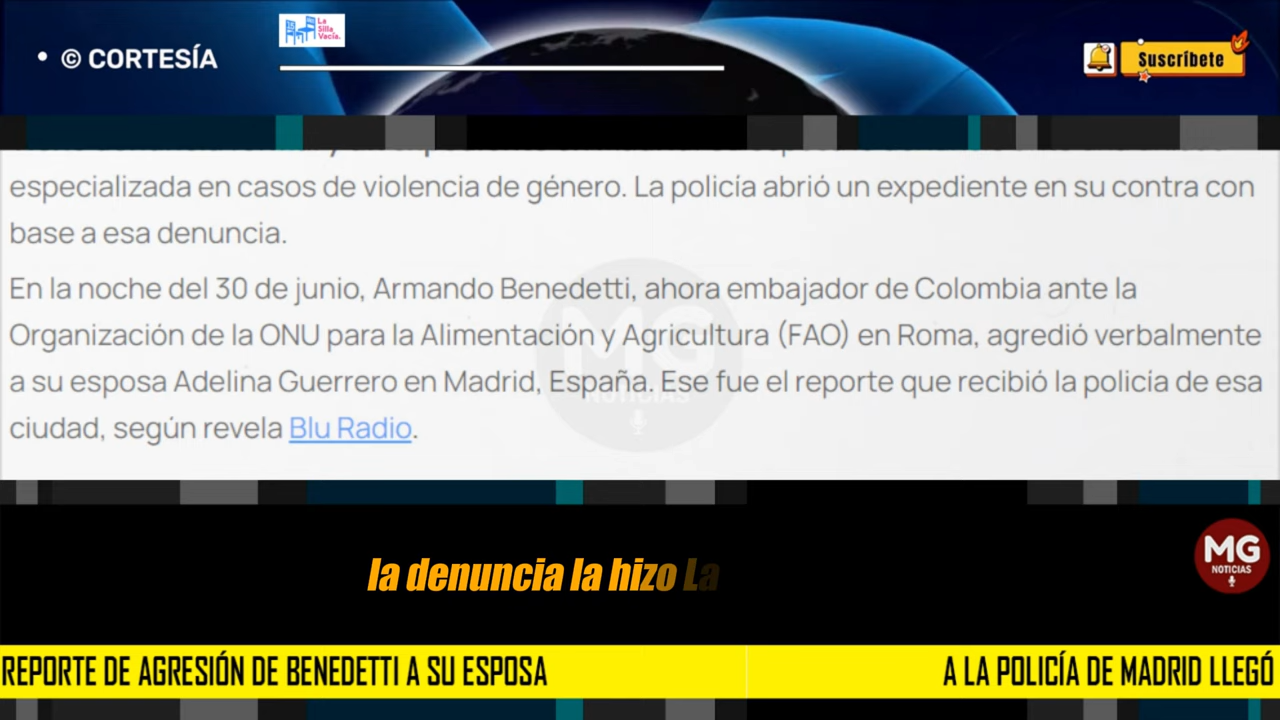 La
Silla
Vacía.
• © CORTESÍA
Suscríbete
especializada en casos de violencia de género. La policía abrió un expediente en su contra con
base a esa denuncia.
En la noche del 30 de junio, Armando Benedetti, ahora embajador de Colombia ante la
Organización de la ONU para la Alimentación y Agricultura (FAO) en Roma, agredió verbalmente
a su esposa Adelina Guerrero en Madrid, España. Ese fue el reporte que recibió la policía de esa
ciudad, según revela Blu Radio.
MG
NOTICIAS
la denuncia la hizo La
MG
NOTICIAS
REPORTE DE AGRESIÓN DE BENEDETTI A SU ESPOSA
A LA POLICÍA DE MADRID LLEGÓ